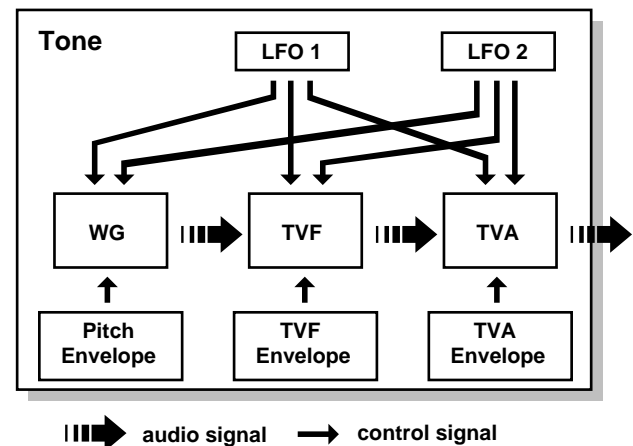 Tone
LFO 1
LFO 2
WG
TVF
TVA
Pitch
Envelope
TVF
Envelope
TVA
Envelope
audio signal
control signal